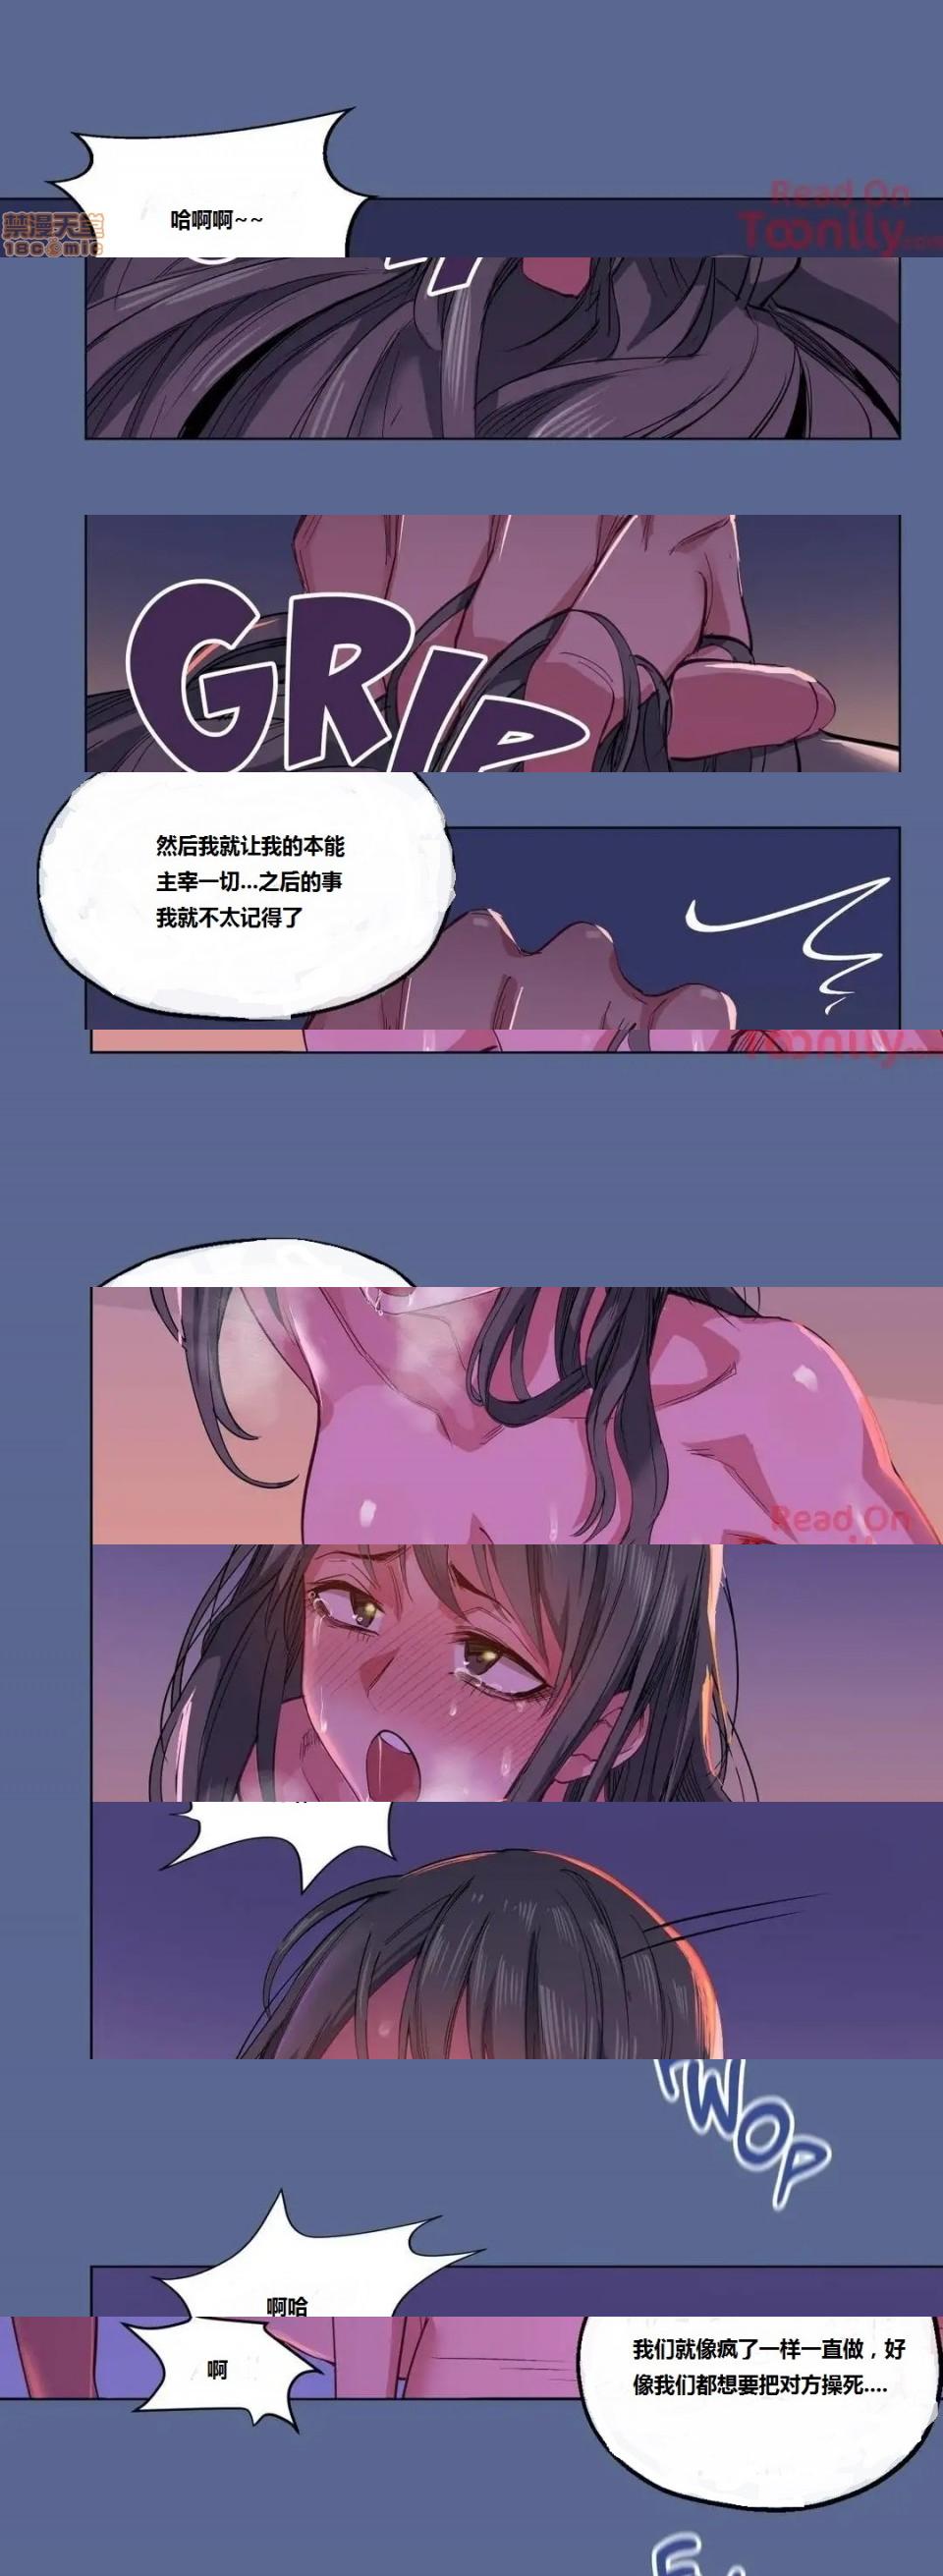 Read On
Toonily.com
禁漫天堂
18COMIC
哈啊啊~~
GRIP
然后我就让我的本能
主宰一切...之后的事
我就不太记得了
Toonily
Read On
FWOP
啊哈
啊
我们就像疯了一样一直做，好
像我们都想要把对方操死....